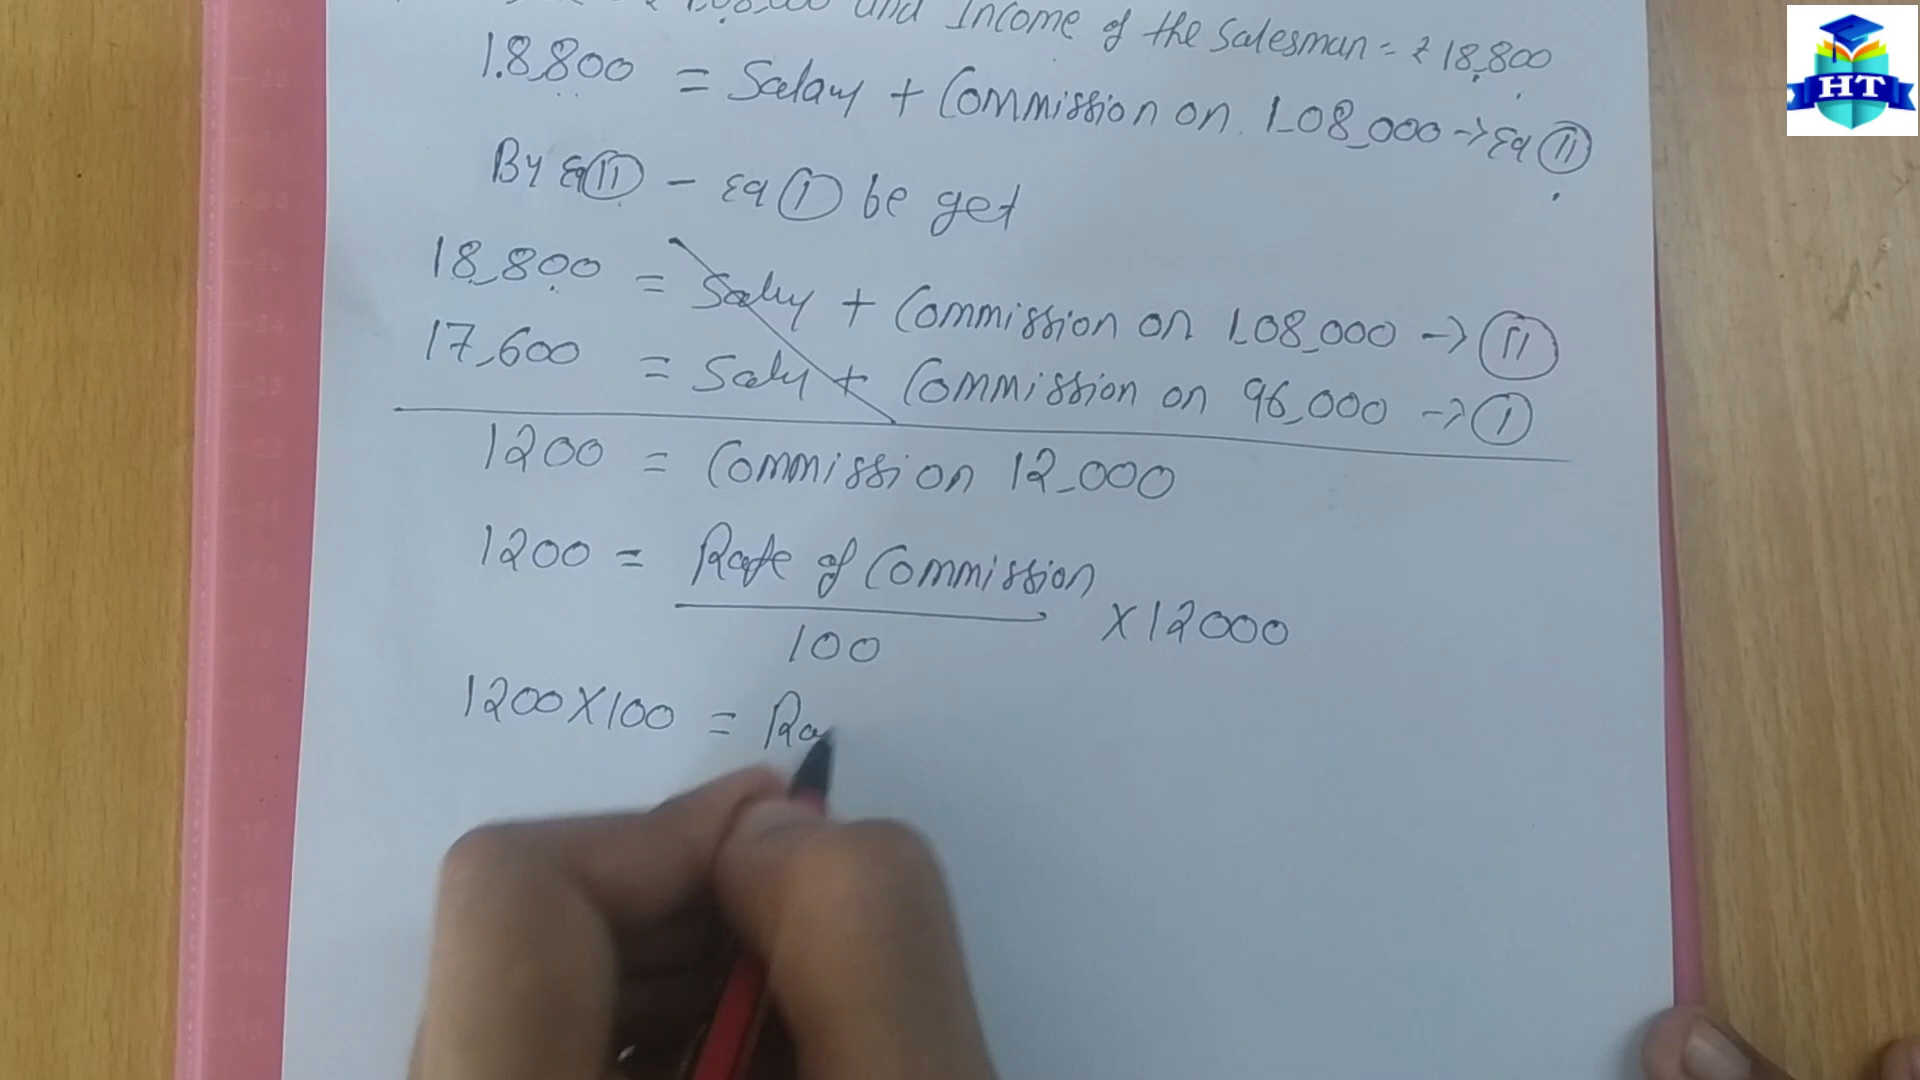 and Income of the Salesman = ₹ 18,800
18,800 = Salary + Commission on 1,08,000 → Eq II
By Eq II - Eq I be get
18,800 = Salary + Commission on 1,08,000 → II
17,600 = Salary + Commission on 96,000 → I
1200 = Commission 12,000
1200 = Rate of Commission
100
X 12000
1200 X 100 = Ra
HT